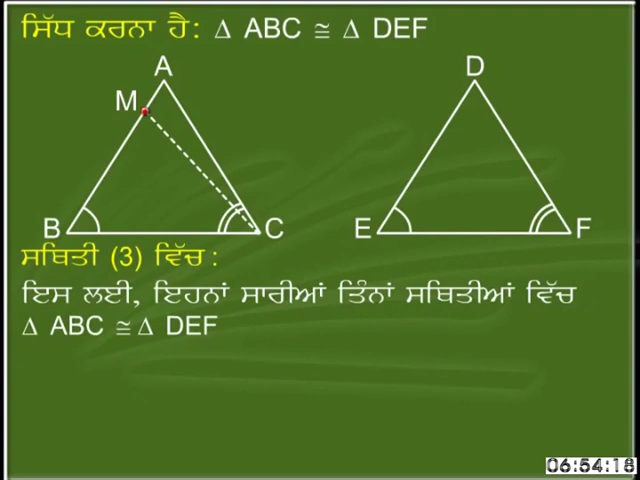 ਸਿੱਧ ਕਰਨਾ ਹੈ: Δ ABC ≅ Δ DEF
A
D
M
B
C
E
F
ਸਥਿਤੀ (3) ਵਿੱਚ :
ਇਸ ਲਈ, ਇਹਨਾਂ ਸਾਰੀਆਂ ਤਿੰਨਾਂ ਸਥਿਤੀਆਂ ਵਿੱਚ
Δ ABC ≅ Δ DEF
06:54:18